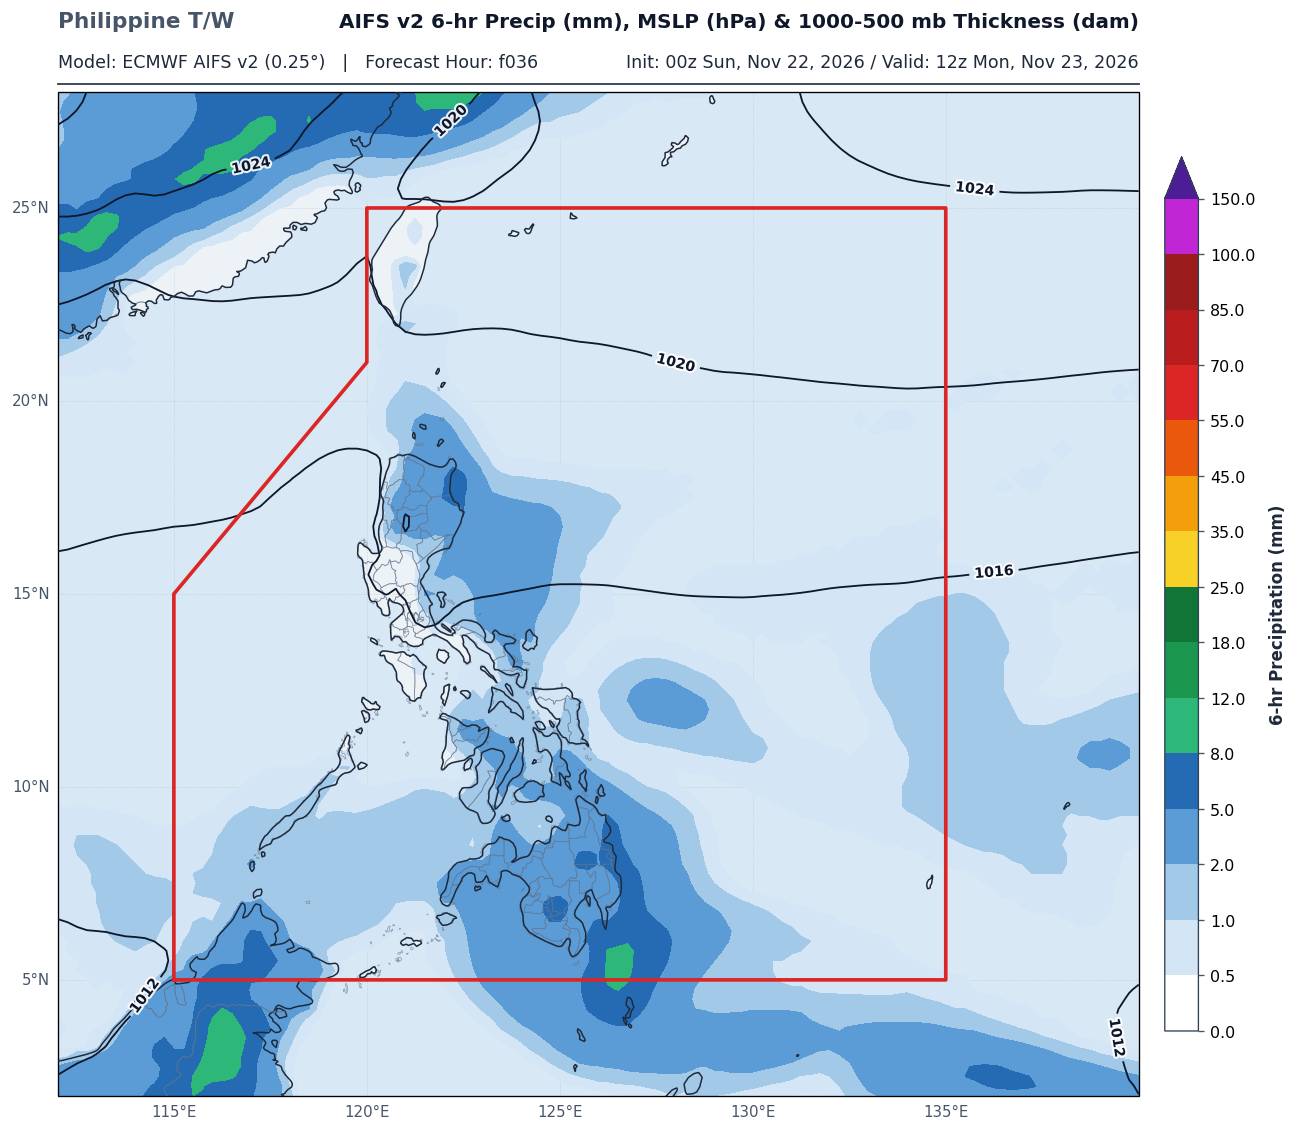 Philippine T/W
AIFS v2 6-hr Precip (mm), MSLP (hPa) & 1000-500 mb Thickness (dam)
Model: ECMWF AIFS v2 (0.25°) | Forecast Hour: f036
Init: 00z Sun, Nov 22, 2026 / Valid: 12z Mon, Nov 23, 2026
1020
1024
1024
25°N
1020
20°N
1016
15°N
10°N
5°N
1012
1012
115°E
120°E
125°E
130°E
135°E
150.0
100.0
85.0
70.0
55.0
45.0
35.0
25.0
18.0
12.0
8.0
5.0
2.0
1.0
0.5
0.0
6-hr Precipitation (mm)